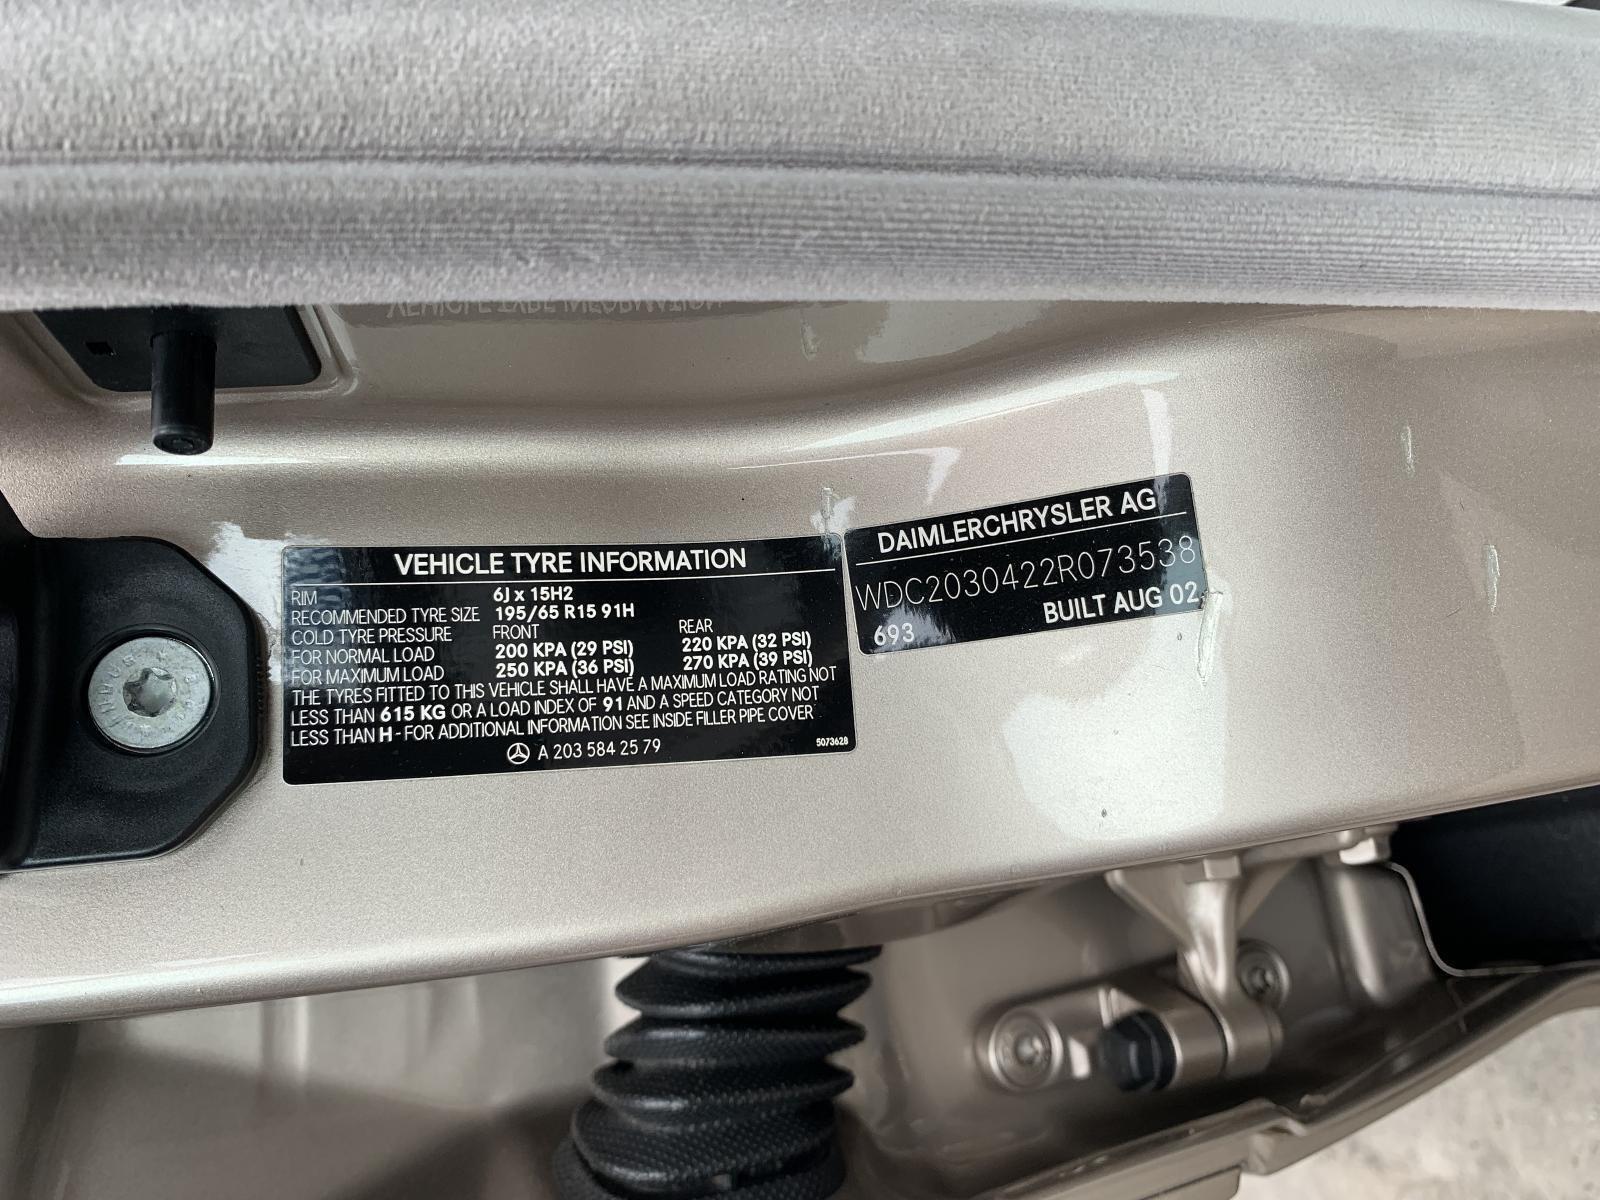 VEHICLE TYRE INFORMATION
RIM 6J x 15H2
RECOMMENDED TYRE SIZE 195/65 R15 91H
COLD TYRE PRESSURE FRONT REAR
FOR NORMAL LOAD 200 KPA (29 PSI) 220 KPA (32 PSI)
FOR MAXIMUM LOAD 250 KPA (36 PSI) 270 KPA (39 PSI)
THE TYRES FITTED TO THIS VEHICLE SHALL HAVE A MAXIMUM LOAD RATING NOT
LESS THAN 615 KG OR A LOAD INDEX OF 91 AND A SPEED CATEGORY NOT
LESS THAN H - FOR ADDITIONAL INFORMATION SEE INSIDE FILLER PIPE COVER
A 203 584 25 79
5073628
DAIMLERCHRYSLER AG
WDC2030422R073538
BUILT AUG 02
693